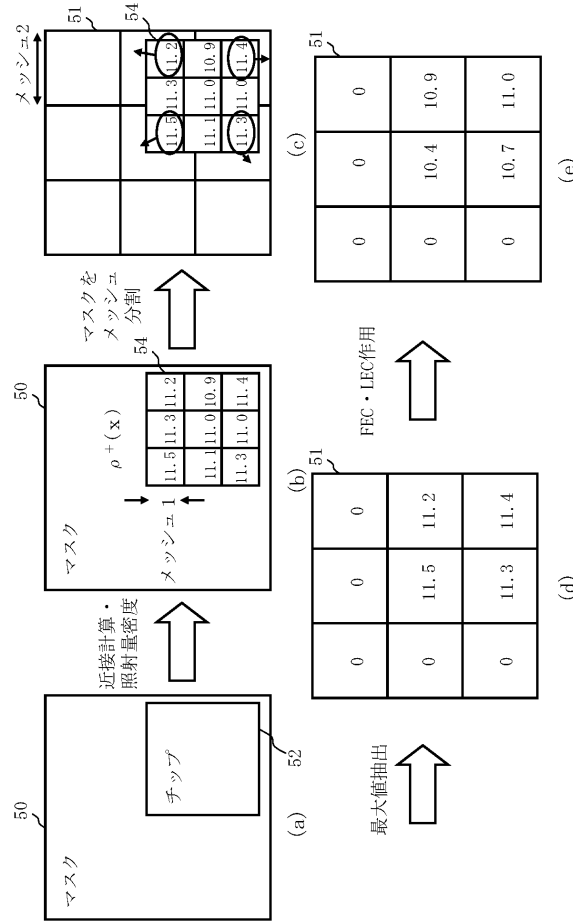 50
マスク
チップ
52
(a)
近接計算・
照射量密度
50
マスク
ρ⁺(x)
54
メッシュ1
11.5 11.3 11.2
11.1 11.0 10.9
11.3 11.0 11.4
(b)
マスクを
メッシュ
分割
メッシュ2
51
54
11.5 11.3 11.2
11.1 11.0 10.9
11.3 11.0 11.4
(c)
最大値抽出
51
0 0 0
0 11.5 11.2
0 11.3 11.4
(d)
FEC・LEC作用
51
0 0 0
0 10.4 10.9
0 10.7 11.0
(e)